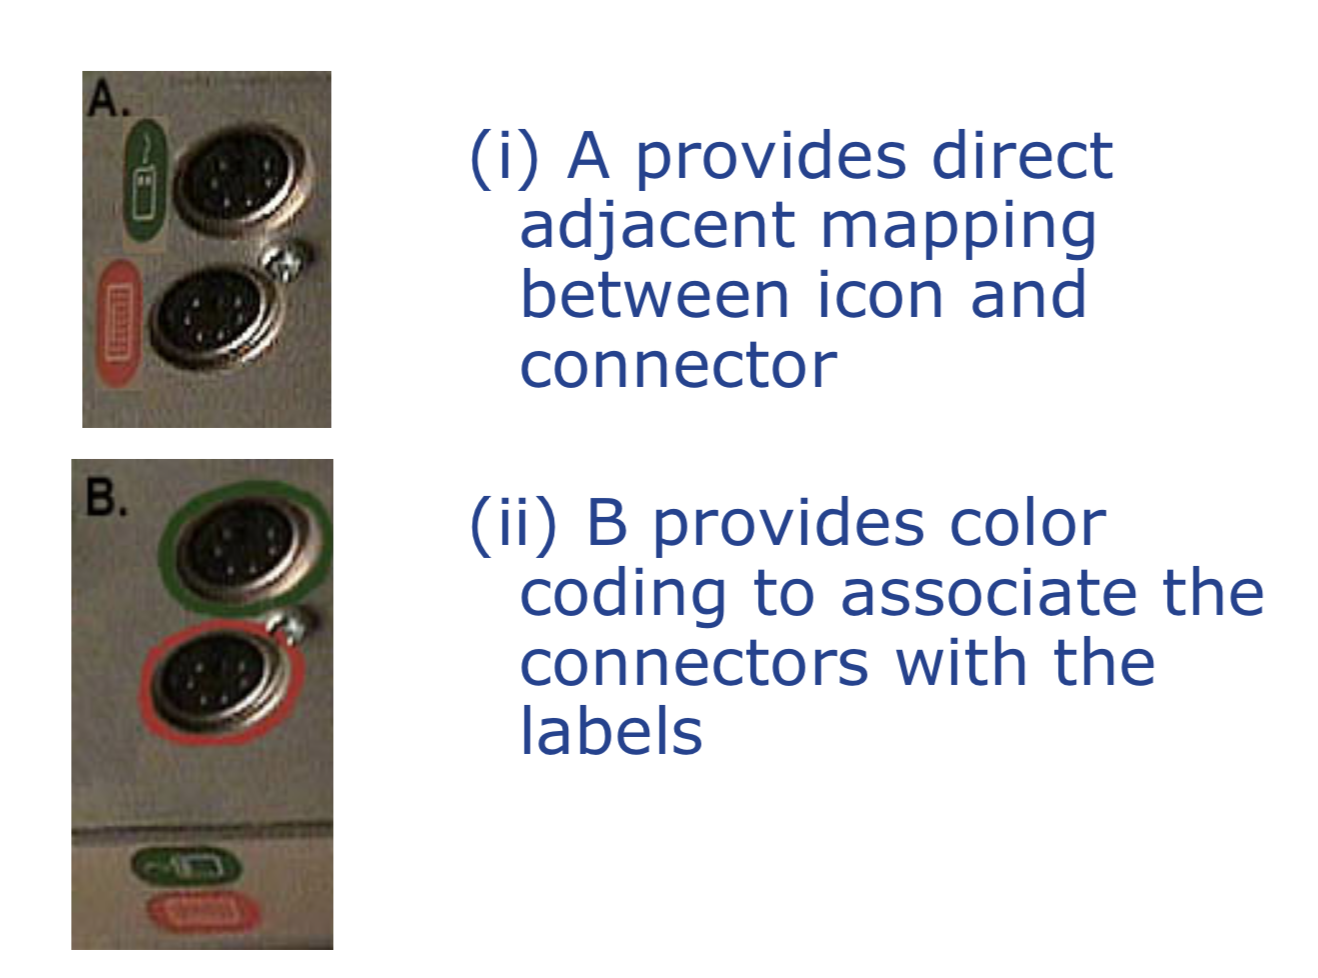 A.
(i) A provides direct
adjacent mapping
between icon and
connector
B.
(ii) B provides color
coding to associate the
connectors with the
labels